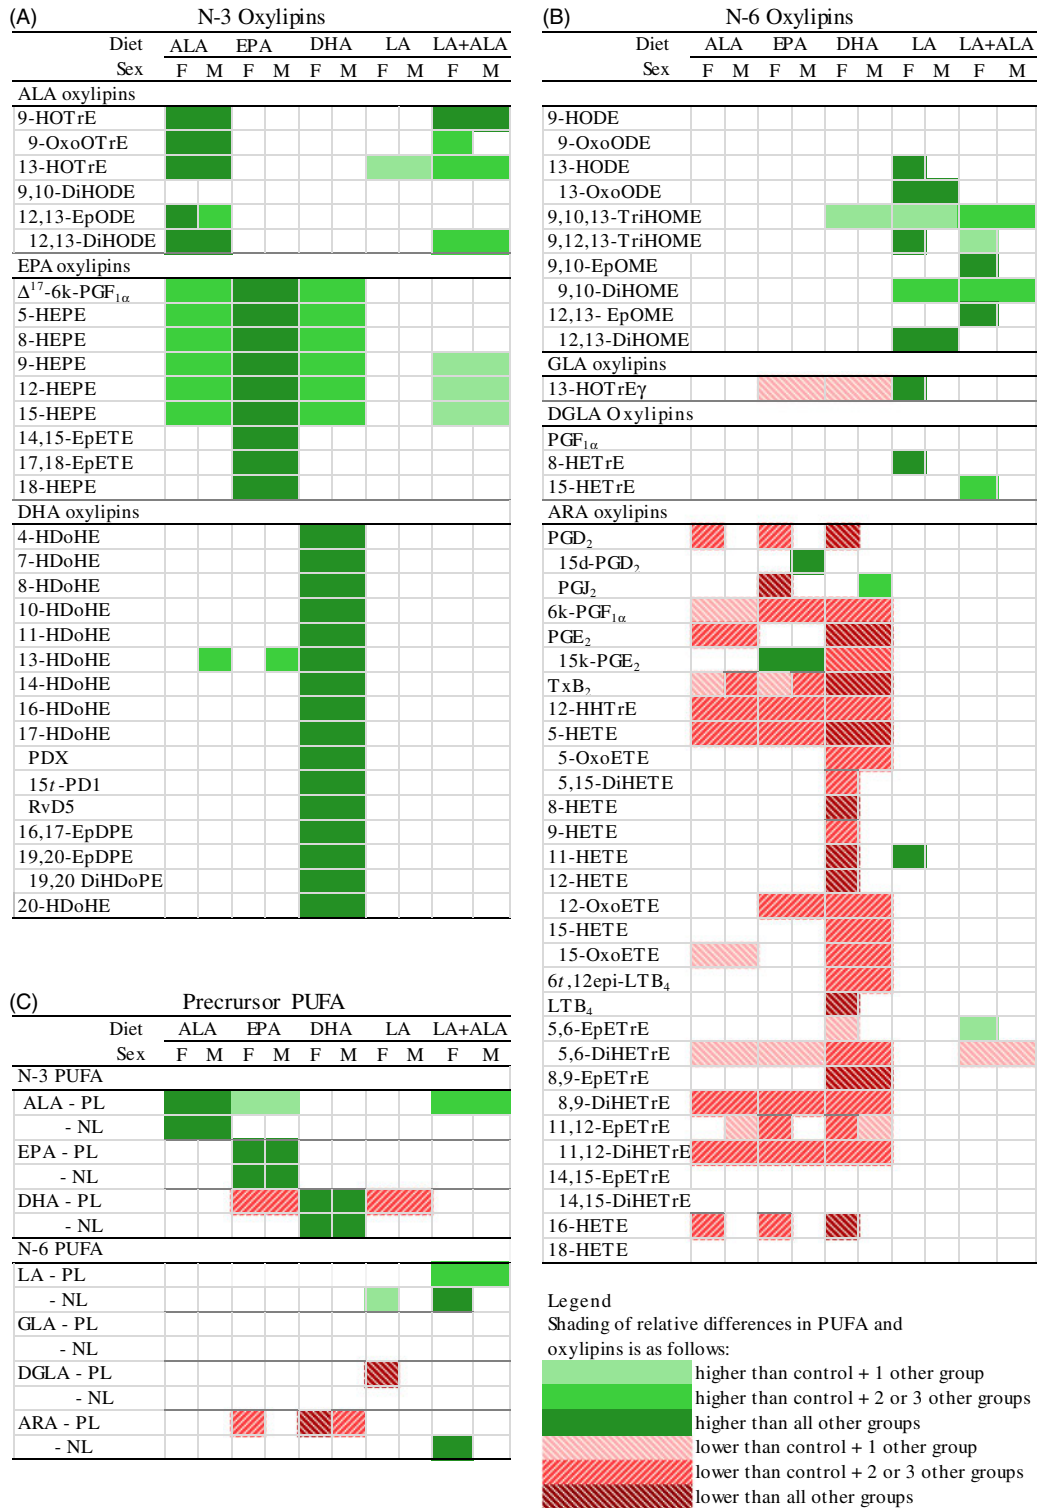 (A) N-3 Oxylipins
Diet ALA EPA DHA LA LA+ALA
Sex F M F M F M F M F M
ALA oxylipins
9-HOTrE
9-OxoOTrE
13-HOTrE
9,10-DiHODE
12,13-EpODE
12,13-DiHODE
EPA oxylipins
Δ¹⁷-6k-PGF₁α
5-HEPE
8-HEPE
9-HEPE
12-HEPE
15-HEPE
14,15-EpETE
17,18-EpETE
18-HEPE
DHA oxylipins
4-HDoHE
7-HDoHE
8-HDoHE
10-HDoHE
11-HDoHE
13-HDoHE
14-HDoHE
16-HDoHE
17-HDoHE
PDX
15t-PD1
RvD5
16,17-EpDPE
19,20-EpDPE
19,20 DiHDoPE
20-HDoHE
(B) N-6 Oxylipins
Diet ALA EPA DHA LA LA+ALA
Sex F M F M F M F M F M
9-HODE
9-OxoODE
13-HODE
13-OxoODE
9,10,13-TriHOME
9,12,13-TriHOME
9,10-EpOME
9,10-DiHOME
12,13- EpOME
12,13-DiHOME
GLA oxylipins
13-HOTrEγ
DGLA Oxylipins
PGF₁α
8-HETrE
15-HETrE
ARA oxylipins
PGD₂
15d-PGD₂
PGJ₂
6k-PGF₁α
PGE₂
15k-PGE₂
TxB₂
12-HHTrE
5-HETE
5-OxoETE
5,15-DiHETE
8-HETE
9-HETE
11-HETE
12-HETE
12-OxoETE
15-HETE
15-OxoETE
6t,12epi-LTB₄
LTB₄
5,6-EpETrE
5,6-DiHETrE
8,9-EpETrE
8,9-DiHETrE
11,12-EpETrE
11,12-DiHETrE
14,15-EpETrE
14,15-DiHETrE
16-HETE
18-HETE
(C) Precrursor PUFA
Diet ALA EPA DHA LA LA+ALA
Sex F M F M F M F M F M
N-3 PUFA
ALA - PL
- NL
EPA - PL
- NL
DHA - PL
- NL
N-6 PUFA
LA - PL
- NL
GLA - PL
- NL
DGLA - PL
- NL
ARA - PL
- NL
Legend
Shading of relative differences in PUFA and
oxylipins is as follows:
higher than control + 1 other group
higher than control + 2 or 3 other groups
higher than all other groups
lower than control + 1 other group
lower than control + 2 or 3 other groups
lower than all other groups